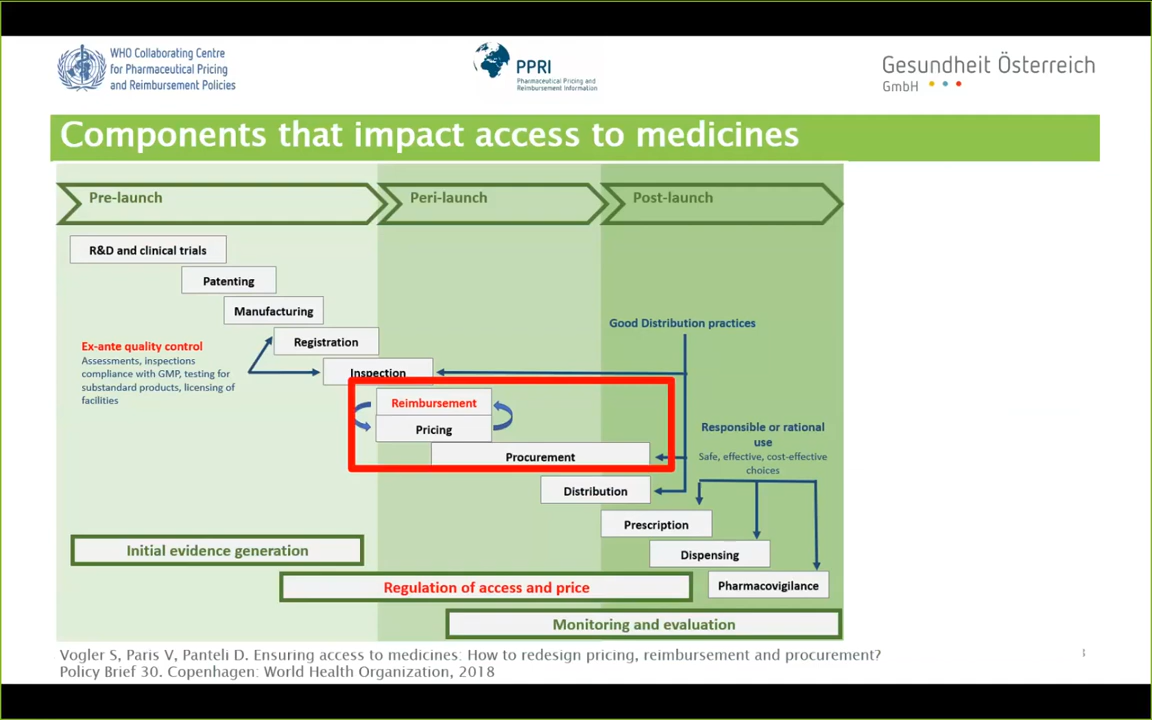 WHO Collaborating Centre
for Pharmaceutical Pricing
and Reimbursement Policies
PPRI
Pharmaceutical Pricing and
Reimbursement Information
Gesundheit Österreich
GmbH
Components that impact access to medicines
Pre-launch
Peri-launch
Post-launch
R&D and clinical trials
Patenting
Manufacturing
Registration
Inspection
Ex-ante quality control
Assessments, inspections
compliance with GMP, testing for
substandard products, licensing of
facilities
Reimbursement
Pricing
Procurement
Good Distribution practices
Distribution
Responsible or rational
use
Safe, effective, cost-effective
choices
Prescription
Dispensing
Pharmacovigilance
Initial evidence generation
Regulation of access and price
Monitoring and evaluation
Vogler S, Paris V, Panteli D. Ensuring access to medicines: How to redesign pricing, reimbursement and procurement?
Policy Brief 30. Copenhagen: World Health Organization, 2018